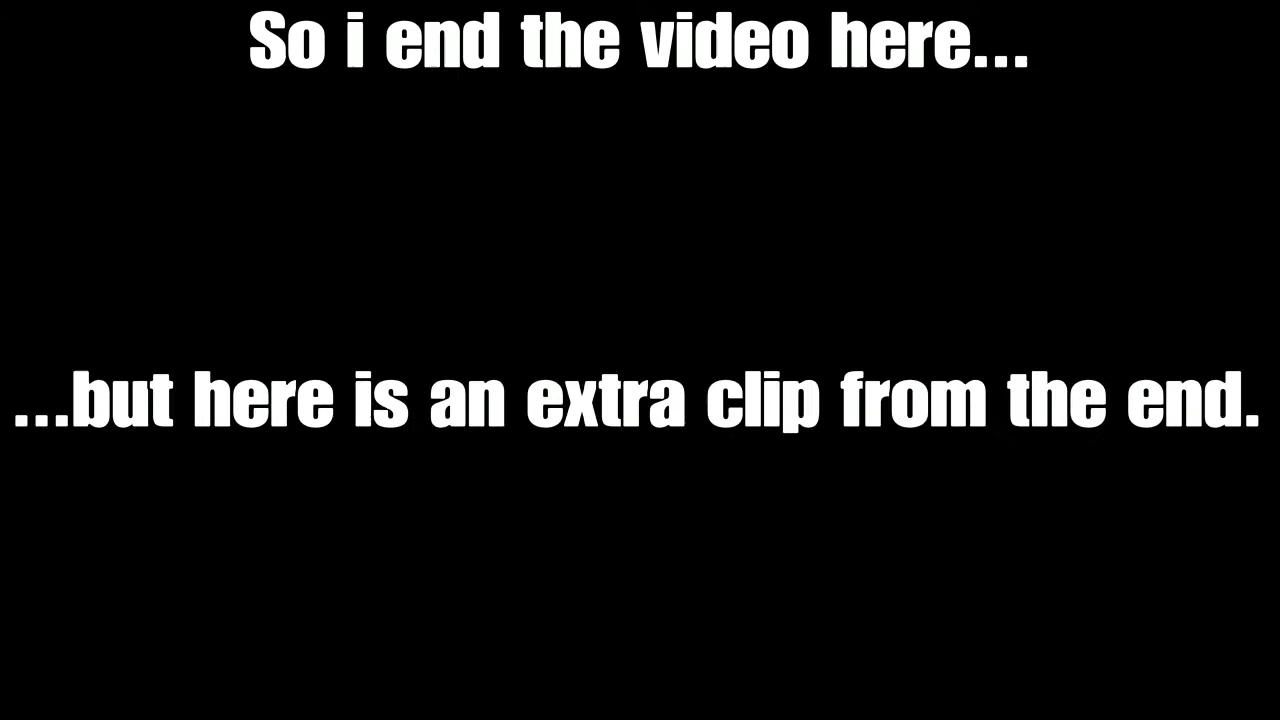 So i end the video here...
...but here is an extra clip from the end.